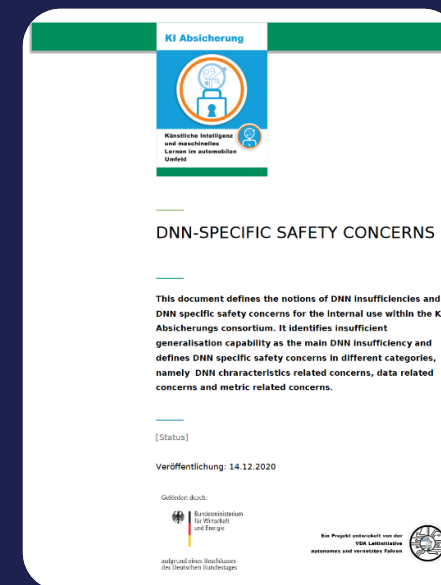 KI Absicherung
Künstliche Intelligenz
und maschinelles
Lernen im automobilen
Umfeld
DNN-SPECIFIC SAFETY CONCERNS
This document defines the notions of DNN insufficiencies and
DNN specific safety concerns for the internal use within the K
Absicherungs consortium. It identifies insufficient
generalisation capability as the main DNN insufficiency and
defines DNN specific safety concerns in different categories,
namely DNN chraracteristics related concerns, data related
concerns and metric related concerns.
[Status]
Veröffentlichung: 14.12.2020
Gefördert durch:
Bundesministerium
für Wirtschaft
und Energie
aufgrund eines Beschlusses
des Deutschen Bundestages
Ein Projekt entwickelt von der
VDA Leitinitiative
autonomes und vernetztes Fahren